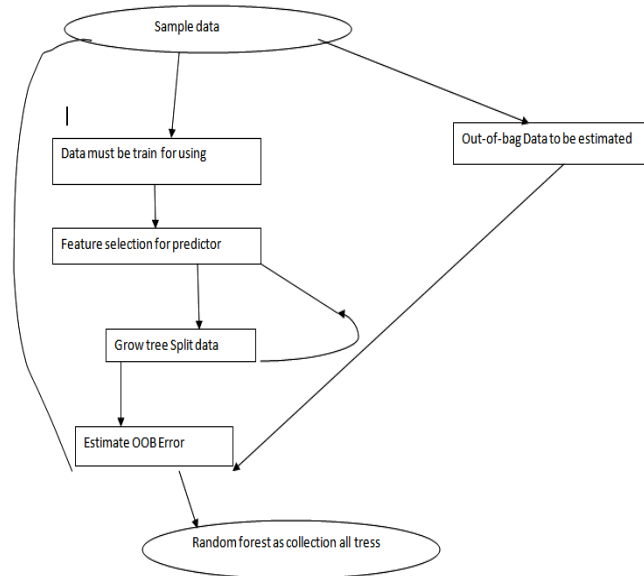 Sample data
Data must be train for using
Out-of-bag Data to be estimated
Feature selection for predictor
Grow tree Split data
Estimate OOB Error
Random forest as collection all tress